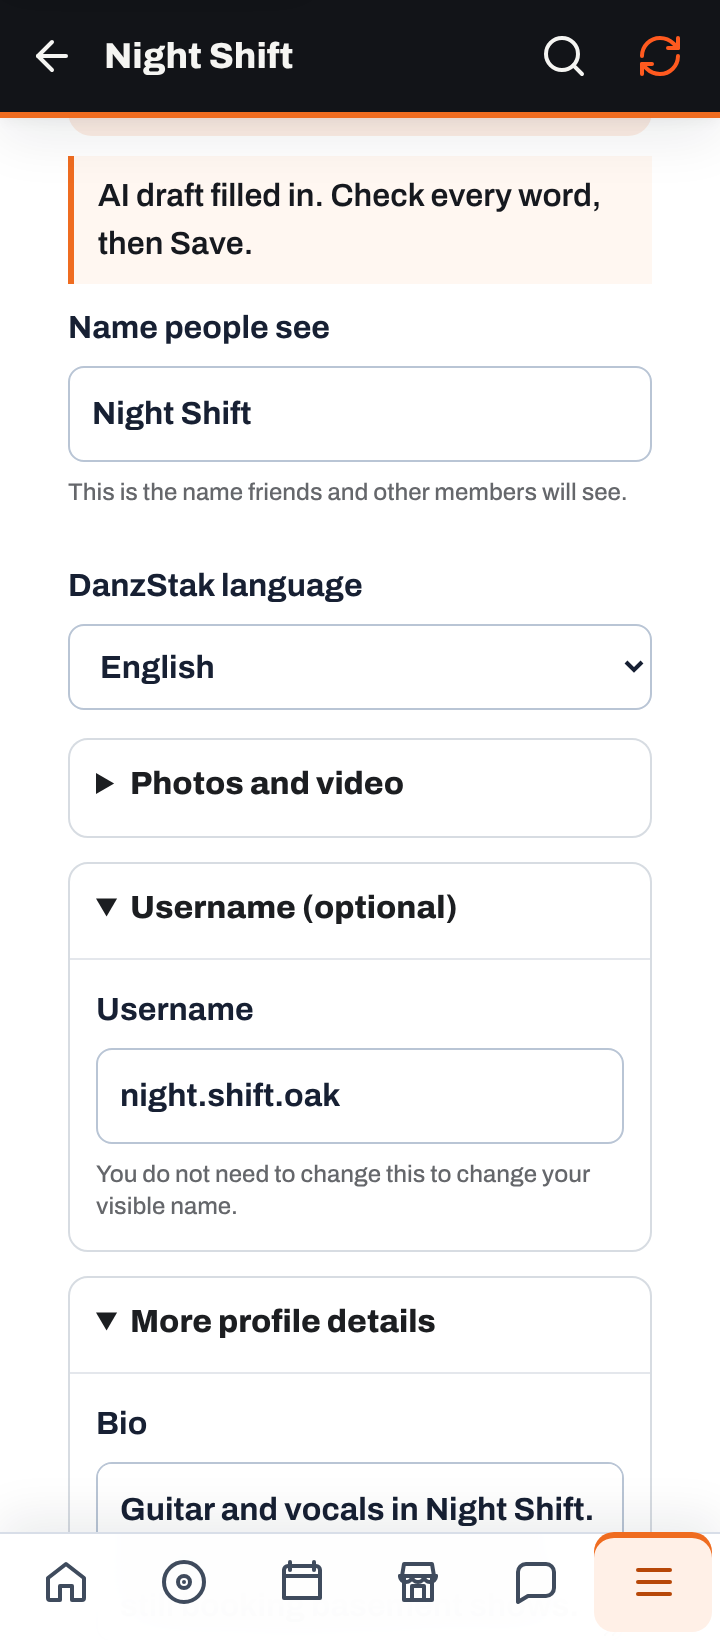 Night Shift
AI draft filled in. Check every word,
then Save.
Name people see
Night Shift
This is the name friends and other members will see.
DanzStak language
English
Photos and video
Username (optional)
Username
night.shift.oak
You do not need to change this to change your
visible name.
More profile details
Bio
Guitar and vocals in Night Shift.